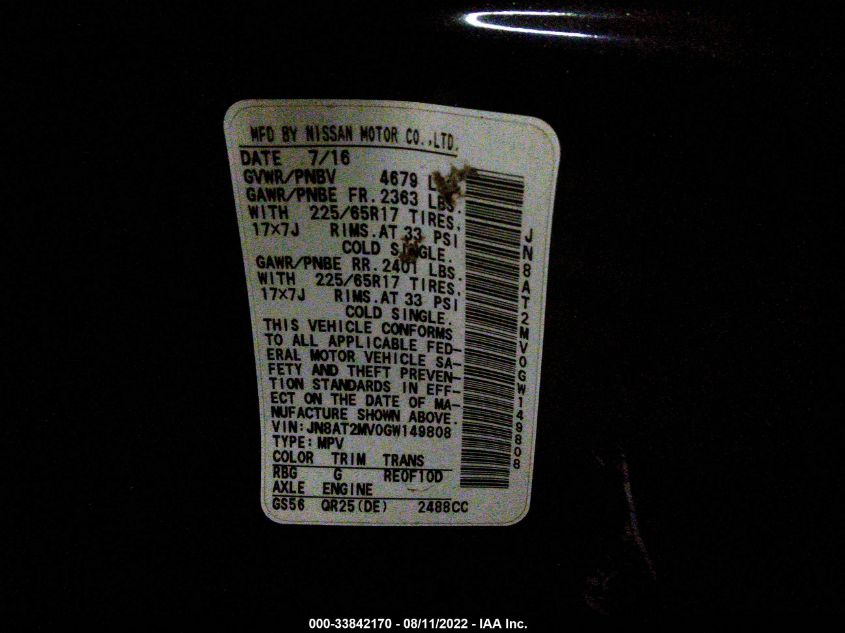 MFD BY NISSAN MOTOR CO.,LTD.
DATE 7/16
GVWR/PNBV 4679 L
GAWR/PNBE FR. 2363 LBS.
WITH 225/65R17 TIRES,
17×7J RIMS.AT 33 PSI
COLD SINGLE.
GAWR/PNBE RR. 2401 LBS.
WITH 225/65R17 TIRES,
17×7J RIMS.AT 33 PSI
COLD SINGLE.
THIS VEHICLE CONFORMS
TO ALL APPLICABLE FED-
ERAL MOTOR VEHICLE SA-
FETY AND THEFT PREVEN-
TION STANDARDS IN EFF-
ECT ON THE DATE OF MA-
NUFACTURE SHOWN ABOVE.
VIN: JN8AT2MV0GW149808
TYPE: MPV
COLOR TRIM TRANS
RBG G RE0F10D
AXLE ENGINE
GS56 QR25(DE) 2488CC
JN8AT2MV0GW149808
000-33842170 - 08/11/2022 - IAA Inc.